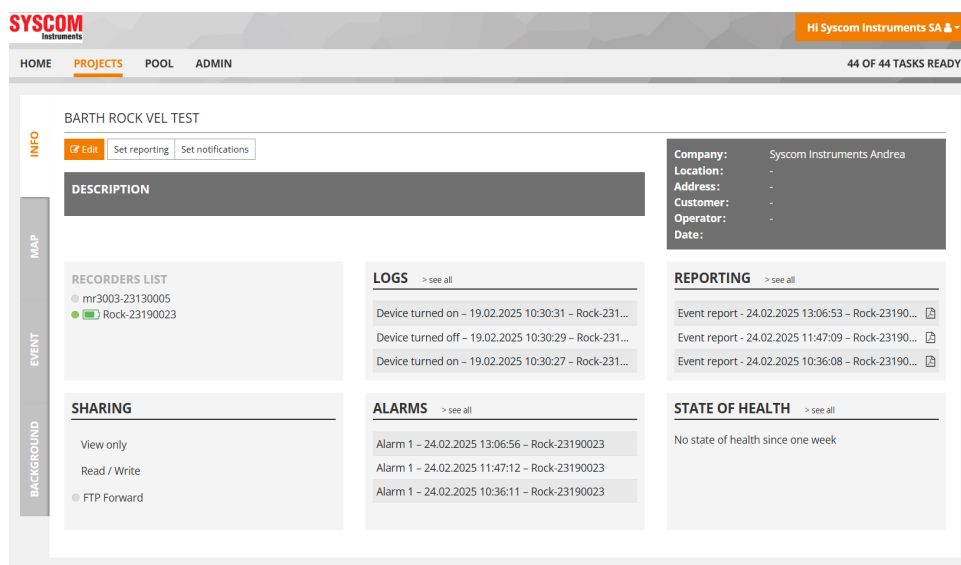 SYSCOM
Instruments
Hi Syscom Instruments SA
HOME PROJECTS POOL ADMIN
44 OF 44 TASKS READY
INFO
MAP
EVENT
BACKGROUND
BARTH ROCK VEL TEST
Edit Set reporting Set notifications
DESCRIPTION
Company: Syscom Instruments Andrea
Location: -
Address: -
Customer: -
Operator: -
Date:
RECORDERS LIST
mr3003-23130005
Rock-23190023
LOGS > see all
Device turned on – 19.02.2025 10:30:31 – Rock-231...
Device turned off – 19.02.2025 10:30:29 – Rock-231...
Device turned on – 19.02.2025 10:30:27 – Rock-231...
REPORTING > see all
Event report - 24.02.2025 13:06:53 – Rock-23190...
Event report - 24.02.2025 11:47:09 – Rock-23190...
Event report - 24.02.2025 10:36:08 – Rock-23190...
SHARING
View only
Read / Write
FTP Forward
ALARMS > see all
Alarm 1 – 24.02.2025 13:06:56 – Rock-23190023
Alarm 1 – 24.02.2025 11:47:12 – Rock-23190023
Alarm 1 – 24.02.2025 10:36:11 – Rock-23190023
STATE OF HEALTH > see all
No state of health since one week